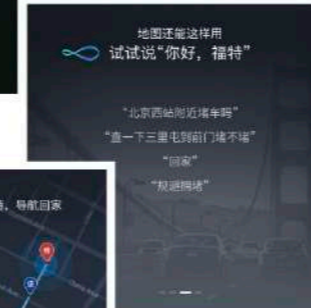 地图还能这样用
试试说“你好，福特”
“北京西站附近堵车吗”
“查一下三里屯到前门堵不堵”
“回家”
“规避拥堵”
，导航回家